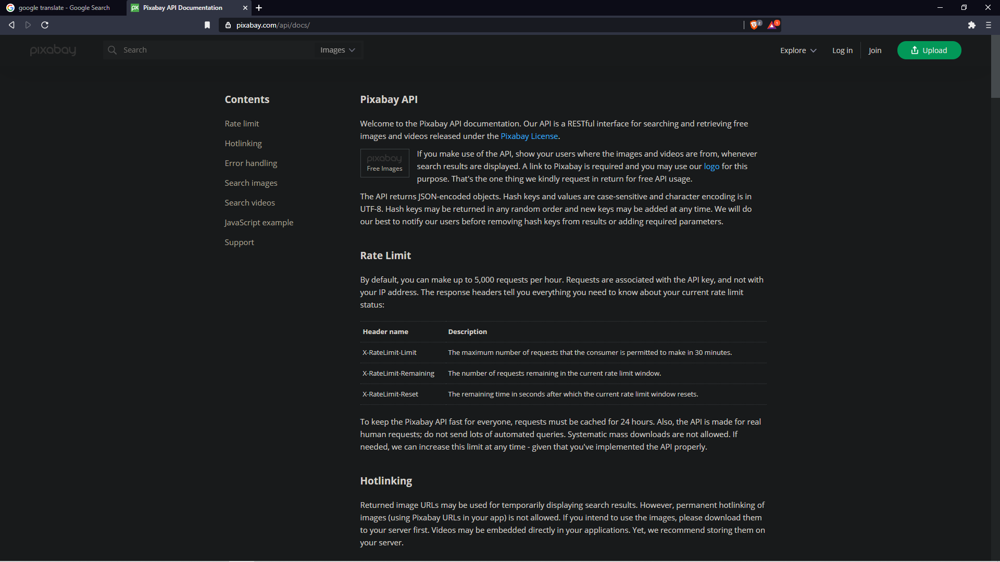 google translate - Google Search
Pixabay API Documentation
pixabay.com/api/docs/
2
1
pixabay
Search
Images
Explore
Log in
Join
Upload
Contents
Rate limit
Hotlinking
Error handling
Search images
Search videos
JavaScript example
Support
Pixabay API
Welcome to the Pixabay API documentation. Our API is a RESTful interface for searching and retrieving free
images and videos released under the Pixabay License.
pixabay
Free Images
If you make use of the API, show your users where the images and videos are from, whenever
search results are displayed. A link to Pixabay is required and you may use our logo for this
purpose. That's the one thing we kindly request in return for free API usage.
The API returns JSON-encoded objects. Hash keys and values are case-sensitive and character encoding is in
UTF-8. Hash keys may be returned in any random order and new keys may be added at any time. We will do
our best to notify our users before removing hash keys from results or adding required parameters.
Rate Limit
By default, you can make up to 5,000 requests per hour. Requests are associated with the API key, and not with
your IP address. The response headers tell you everything you need to know about your current rate limit
status:
Header name Description
X-RateLimit-Limit The maximum number of requests that the consumer is permitted to make in 30 minutes.
X-RateLimit-Remaining The number of requests remaining in the current rate limit window.
X-RateLimit-Reset The remaining time in seconds after which the current rate limit window resets.
To keep the Pixabay API fast for everyone, requests must be cached for 24 hours. Also, the API is made for real
human requests; do not send lots of automated queries. Systematic mass downloads are not allowed. If
needed, we can increase this limit at any time - given that you've implemented the API properly.
Hotlinking
Returned image URLs may be used for temporarily displaying search results. However, permanent hotlinking of
images (using Pixabay URLs in your app) is not allowed. If you intend to use the images, please download them
to your server first. Videos may be embedded directly in your applications. Yet, we recommend storing them on
your server.